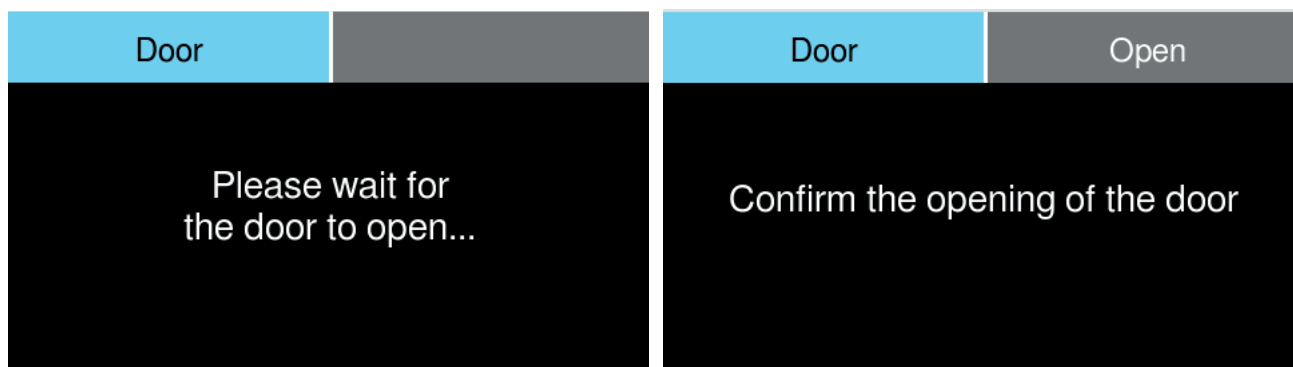 Door
Please wait for
the door to open...
Door
Open
Confirm the opening of the door